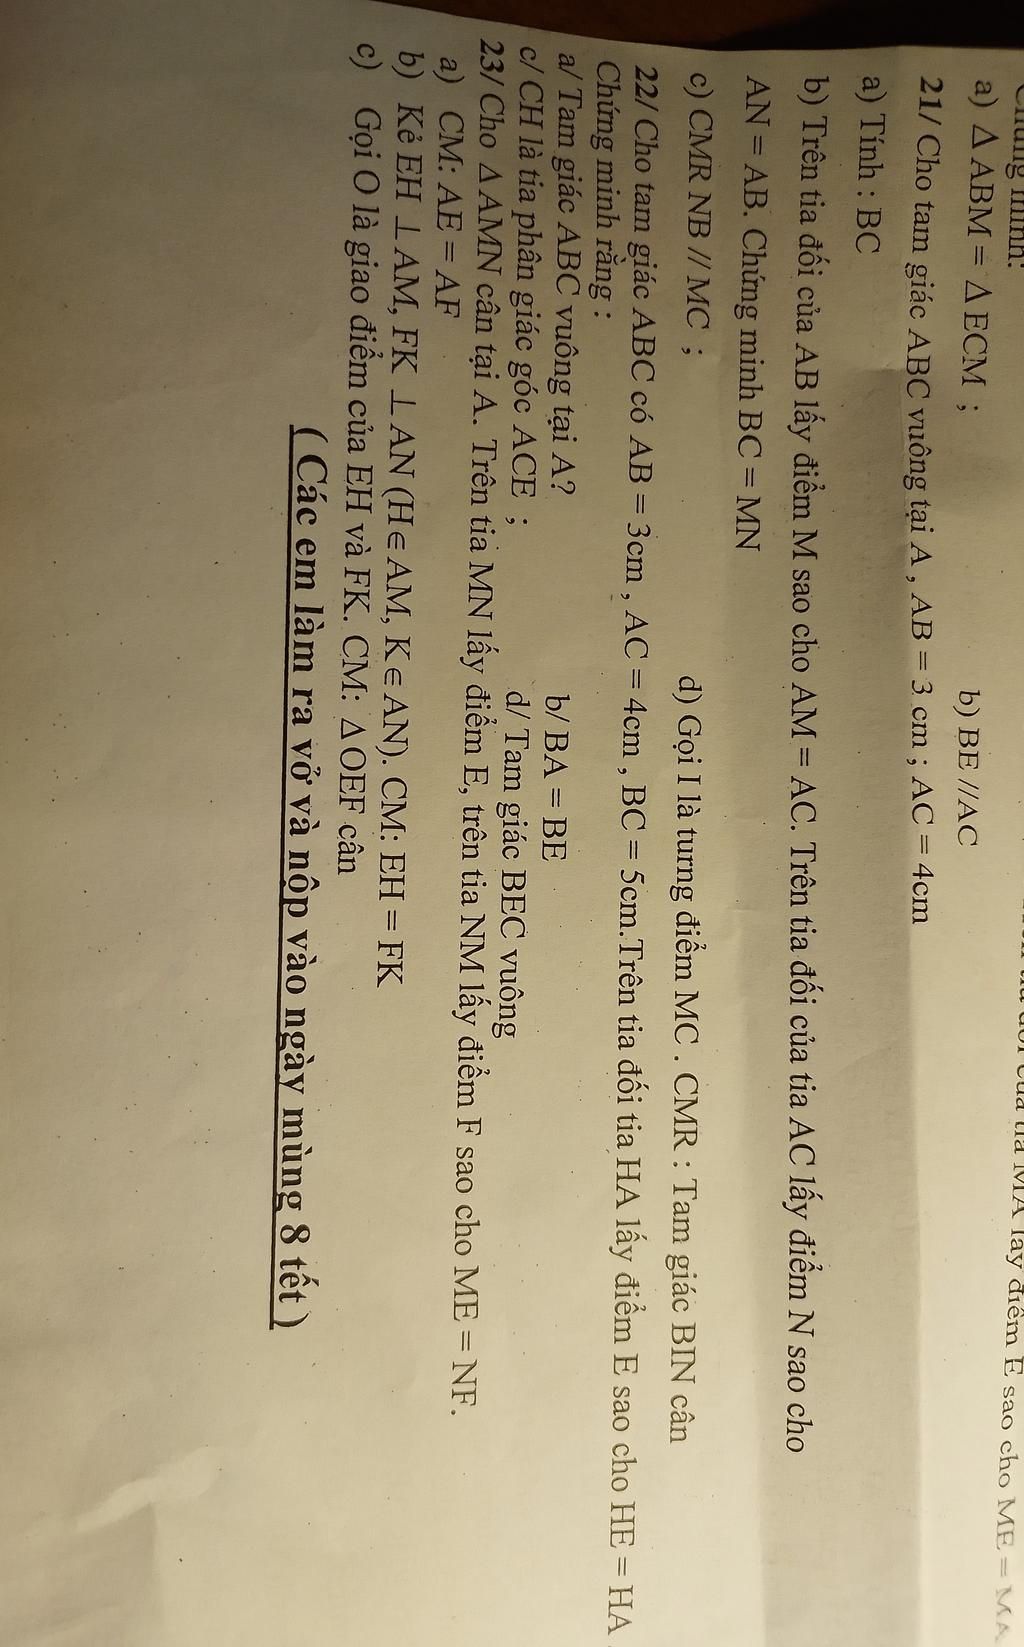 Chứng minh:
a) Δ ABM = Δ ECM ; b) BE //AC
21/ Cho tam giác ABC vuông tại A , AB = 3 cm ; AC = 4cm
a) Tính : BC
b) Trên tia đối của AB lấy điểm M sao cho AM = AC. Trên tia đối của tia AC lấy điểm N sao cho
AN = AB. Chứng minh BC = MN
c) CMR NB // MC ; d) Gọi I là turng điểm MC . CMR : Tam giác BIN cân
22/ Cho tam giác ABC có AB = 3cm , AC = 4cm , BC = 5cm.Trên tia đối tia HA lấy điểm E sao cho HE = HA
Chứng minh rằng :
a/ Tam giác ABC vuông tại A? b/ BA = BE
c/ CH là tia phân giác góc ACE ; d/ Tam giác BEC vuông
23/ Cho Δ AMN cân tại A. Trên tia MN lấy điểm E, trên tia NM lấy điểm F sao cho ME = NF.
a) CM: AE = AF
b) Kẻ EH ⊥ AM, FK ⊥ AN (H∈ AM, K∈ AN). CM: EH = FK
c) Gọi O là giao điểm của EH và FK. CM: Δ OEF cân
( Các em làm ra vở và nộp vào ngày mùng 8 tết )